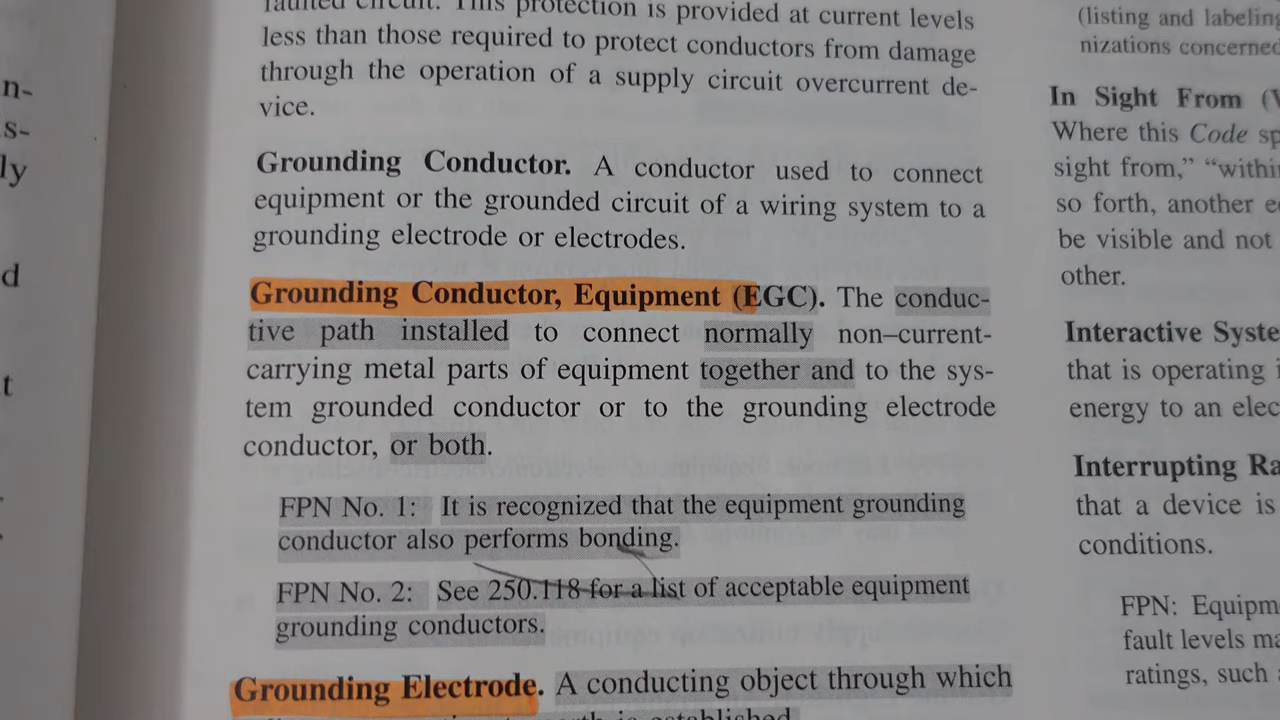 n-
s-
ly
d
t
faulted circuit. This protection is provided at current levels
less than those required to protect conductors from damage
through the operation of a supply circuit overcurrent de-
vice.
Grounding Conductor. A conductor used to connect
equipment or the grounded circuit of a wiring system to a
grounding electrode or electrodes.
Grounding Conductor, Equipment (EGC). The conduc-
tive path installed to connect normally non–current-
carrying metal parts of equipment together and to the sys-
tem grounded conductor or to the grounding electrode
conductor, or both.
FPN No. 1: It is recognized that the equipment grounding
conductor also performs bonding.
FPN No. 2: See 250.118 for a list of acceptable equipment
grounding conductors.
Grounding Electrode. A conducting object through which
is established.
(listing and labeling
nizations concerned
In Sight From (
Where this Code sp
sight from,” “withi
so forth, another e
be visible and not
other.
Interactive Syste
that is operating i
energy to an elec
Interrupting Ra
that a device is
conditions.
FPN: Equipm
fault levels ma
ratings, such